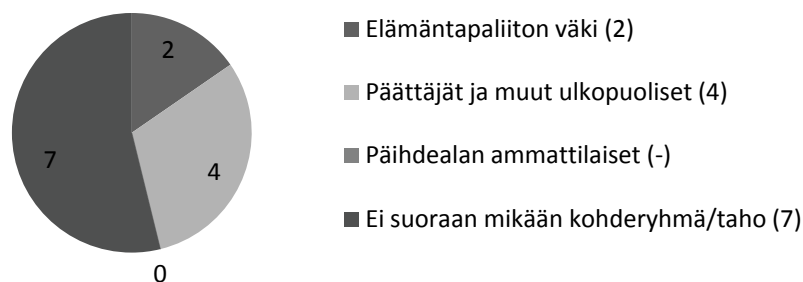 2
4
7
0
Elämäntapaliiton väki (2)
Päättäjät ja muut ulkopuoliset (4)
Päihdealan ammattilaiset (-)
Ei suoraan mikään kohderyhmä/taho (7)